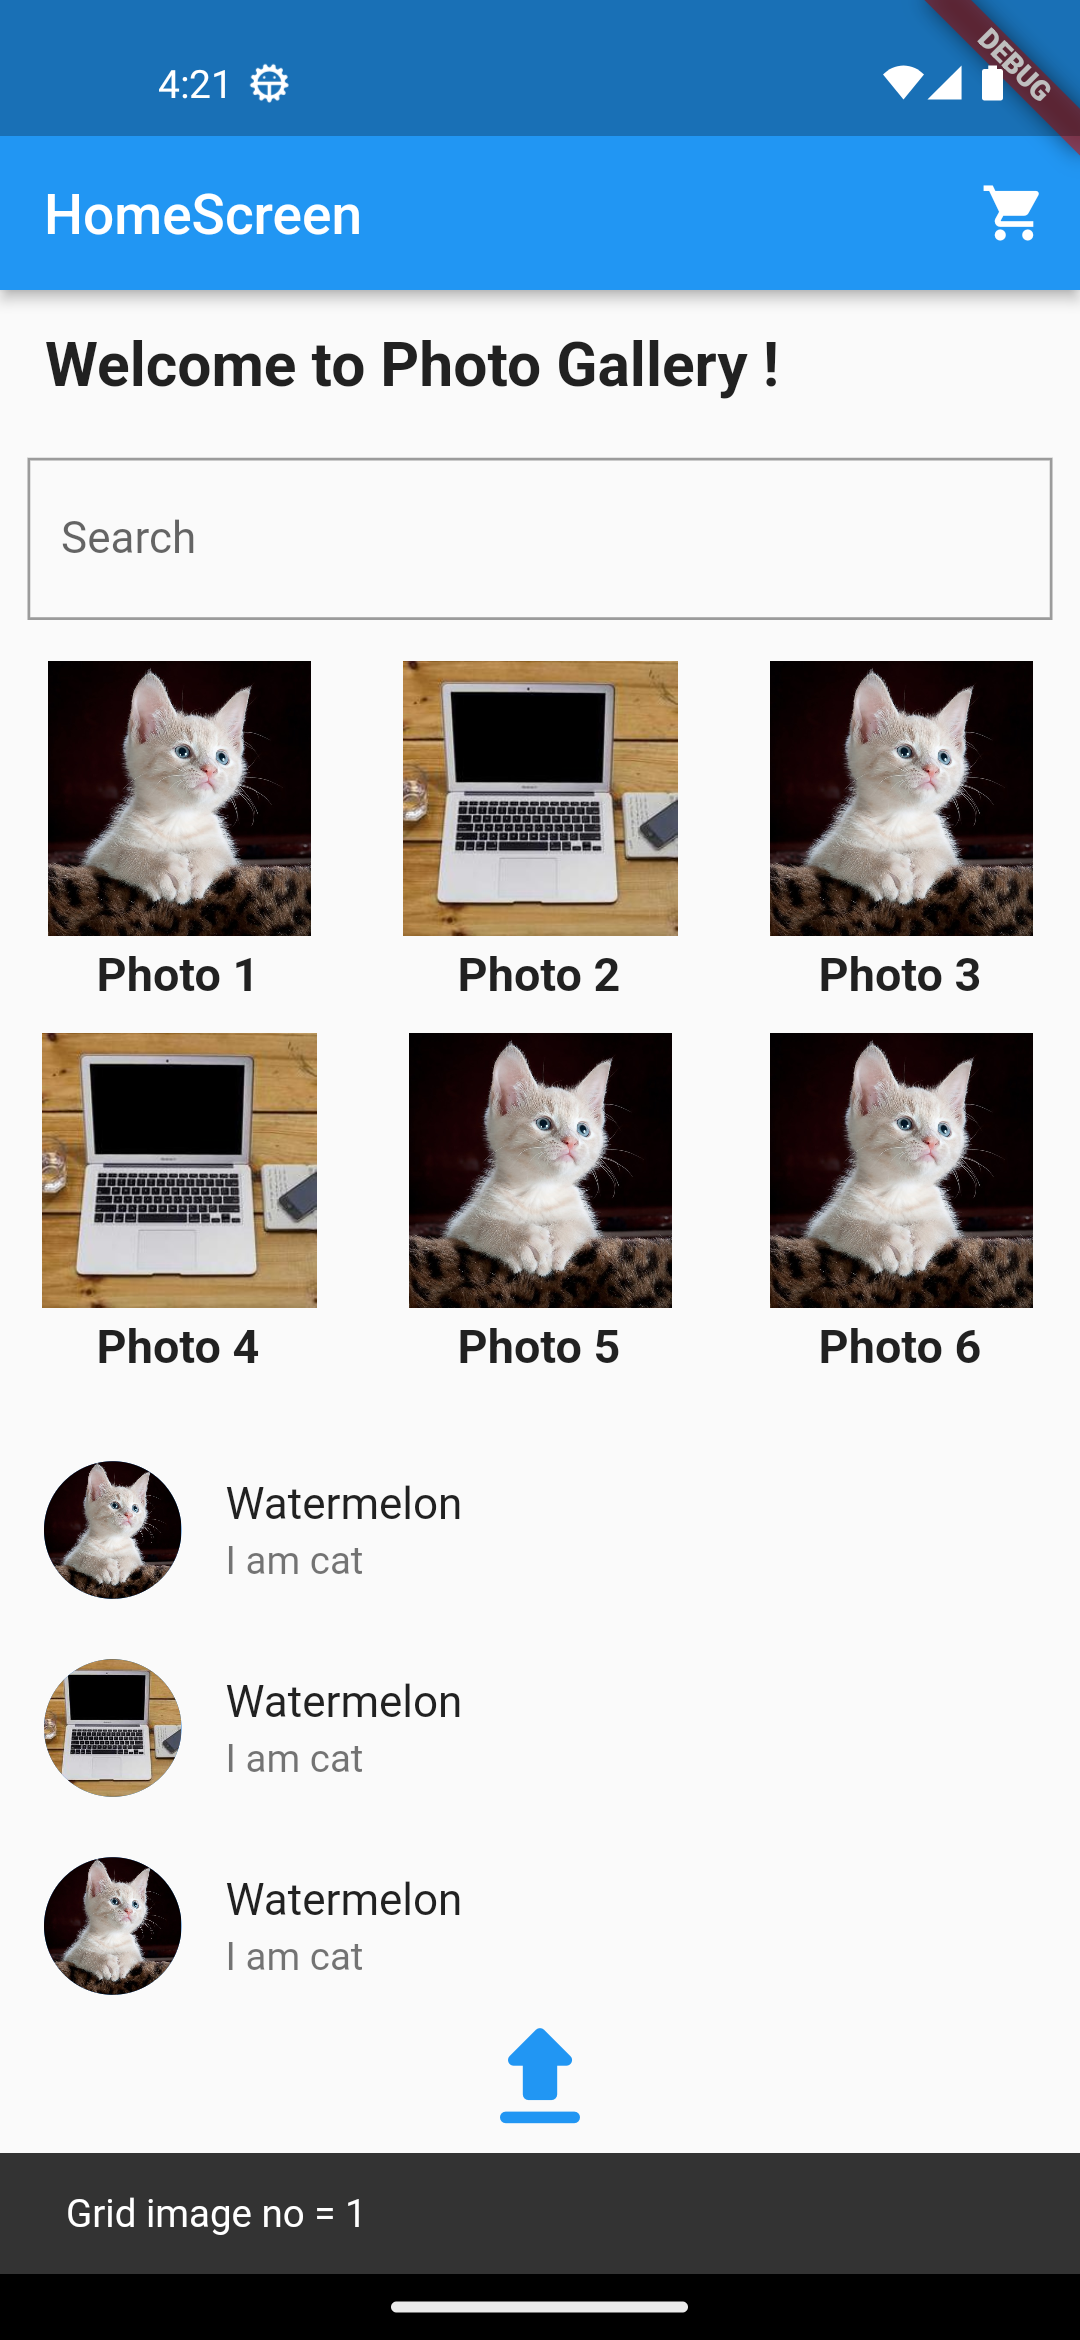 4:21
DEBUG
HomeScreen
Welcome to Photo Gallery !
Search
Photo 1
Photo 2
Photo 3
Photo 4
Photo 5
Photo 6
Watermelon
I am cat
Watermelon
I am cat
Watermelon
I am cat
Grid image no = 1